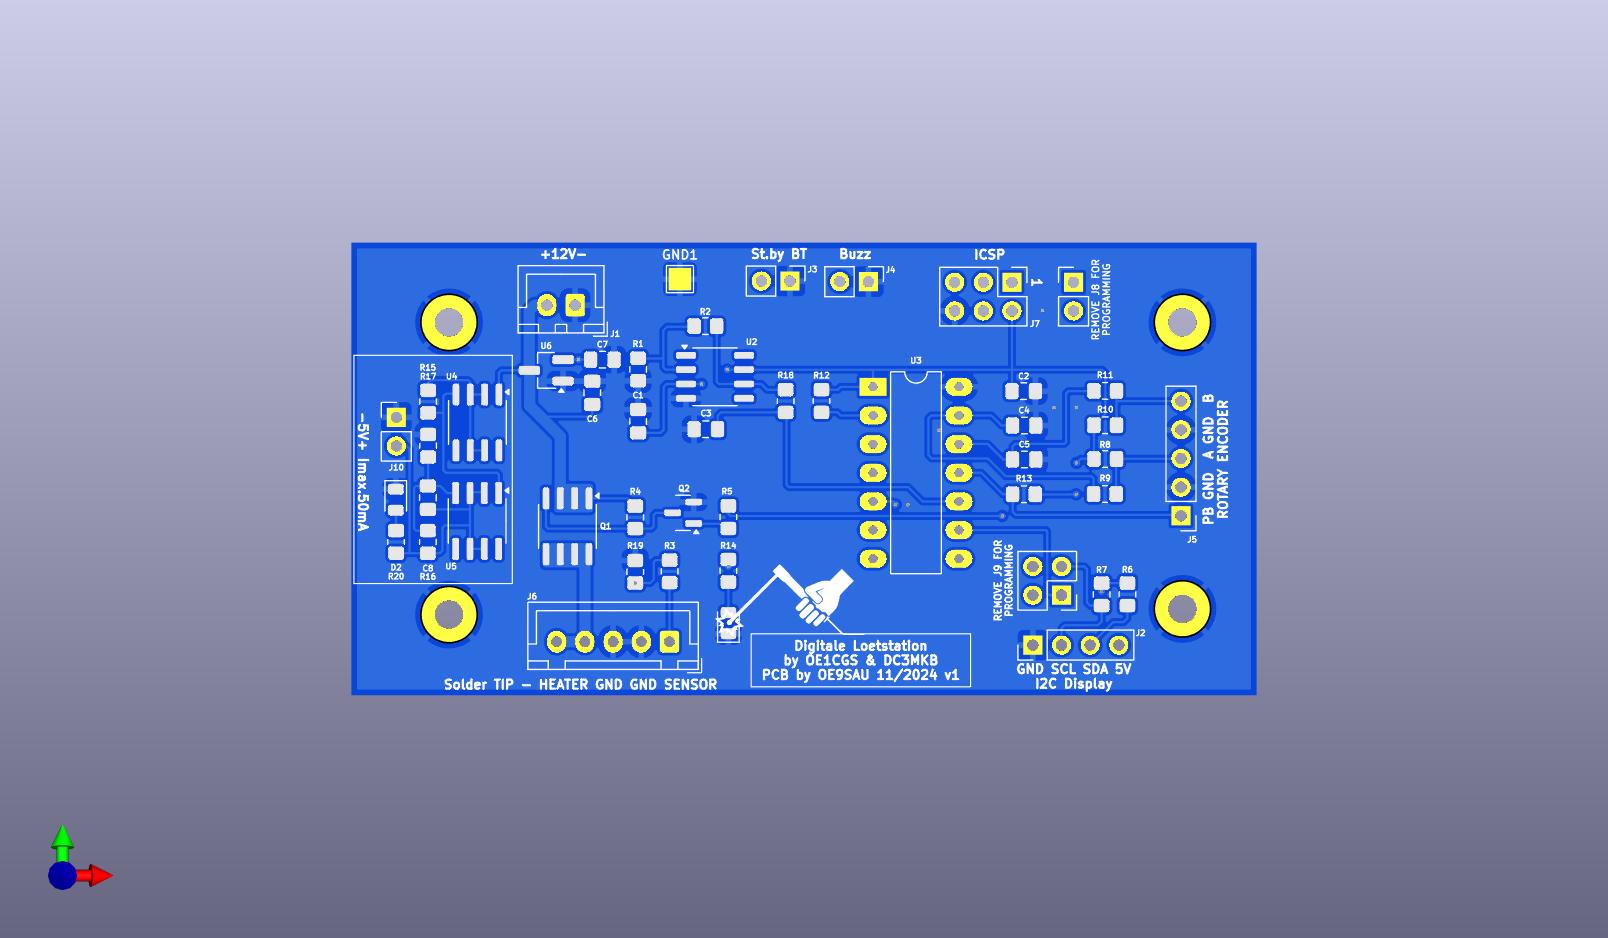 +12V-
GND1
St.by BT
Buzz
ICSP
J3
J4
1
J7
REMOVE J8 FOR
PROGRAMMING
R2
J1
U6
C7
R1
U2
U3
R15
R17
U4
C6
C1
C3
R18
R12
C2
R11
C4
R10
C5
R8
R13
R9
-5V+ Imax.50mA
J10
PB GND A GND B
ROTARY ENCODER
J5
Q2
R4
R5
Q1
R19
R3
R14
D2
R20
C8
R16
U5
REMOVE J9 FOR
PROGRAMMING
R7
R6
J6
J2
Digitale Loetstation
by OE1CGS & DC3MKB
PCB by OE9SAU 11/2024 v1
GND SCL SDA 5V
I2C Display
Solder TIP - HEATER GND GND SENSOR